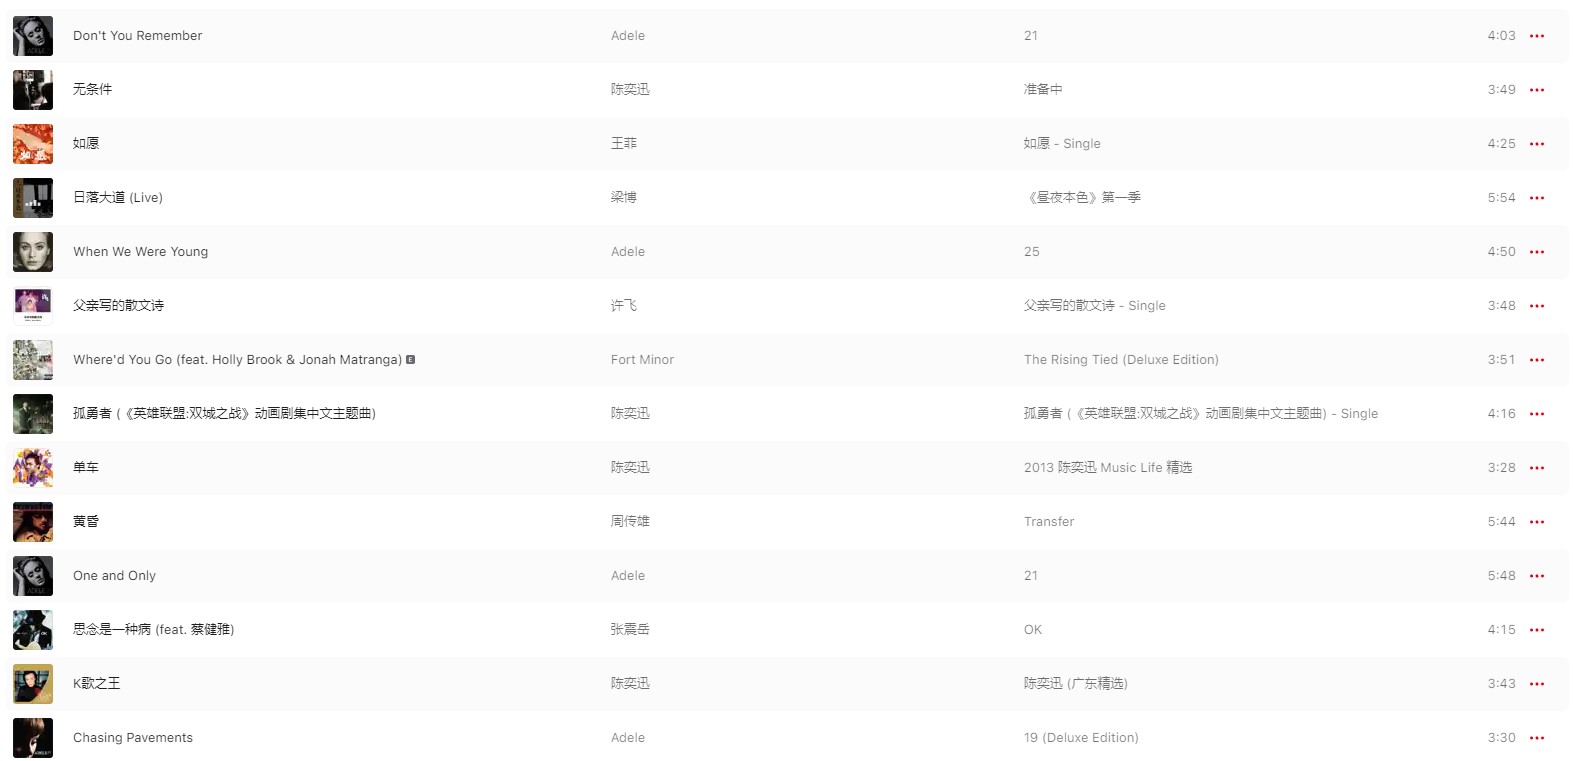 Don't You Remember Adele 21 4:03
无条件 陈奕迅 准备中 3:49
如愿 王菲 如愿 - Single 4:25
日落大道 (Live) 梁博 《昼夜本色》第一季 5:54
When We Were Young Adele 25 4:50
父亲写的散文诗 许飞 父亲写的散文诗 - Single 3:48
Where'd You Go (feat. Holly Brook & Jonah Matranga) E Fort Minor The Rising Tied (Deluxe Edition) 3:51
孤勇者 (《英雄联盟:双城之战》动画剧集中文主题曲) 陈奕迅 孤勇者 (《英雄联盟:双城之战》动画剧集中文主题曲) - Single 4:16
单车 陈奕迅 2013 陈奕迅 Music Life 精选 3:28
黄昏 周传雄 Transfer 5:44
One and Only Adele 21 5:48
思念是一种病 (feat. 蔡健雅) 张震岳 OK 4:15
K歌之王 陈奕迅 陈奕迅 (广东精选) 3:43
Chasing Pavements Adele 19 (Deluxe Edition) 3:30